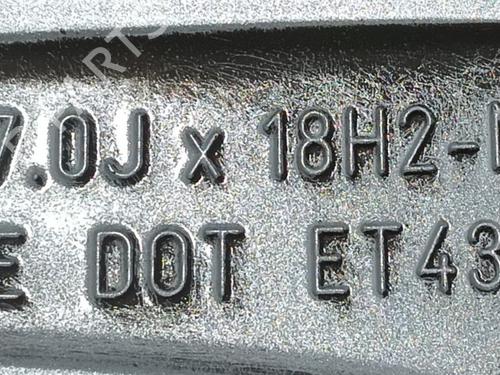 7.0J x 18H2-
E DOT ET43